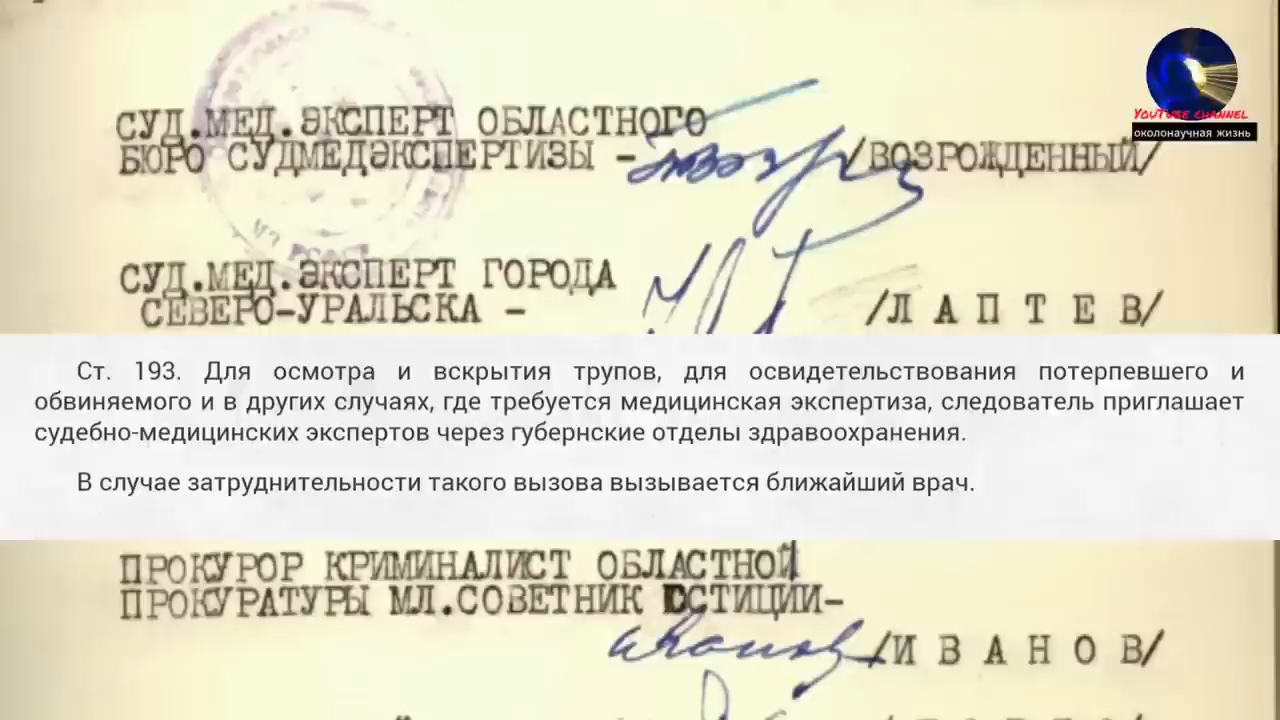 YouTube channel
околонаучная жизнь
СУД.МЕД.ЭКСПЕРТ ОБЛАСТНОГО
БЮРО СУДМЕДЭКСПЕРТИЗЫ - /ВОЗРОЖДЕННЫЙ/
СУД.МЕД.ЭКСПЕРТ ГОРОДА
СЕВЕРО-УРАЛЬСКА - /Л А П Т Е В/
Ст. 193. Для осмотра и вскрытия трупов, для освидетельствования потерпевшего и
обвиняемого и в других случаях, где требуется медицинская экспертиза, следователь приглашает
судебно-медицинских экспертов через губернские отделы здравоохранения.
В случае затруднительности такого вызова вызывается ближайший врач.
ПРОКУРОР КРИМИНАЛИСТ ОБЛАСТНОЙ
ПРОКУРАТУРЫ МЛ.СОВЕТНИК ЮСТИЦИИ-
/И В А Н О В/